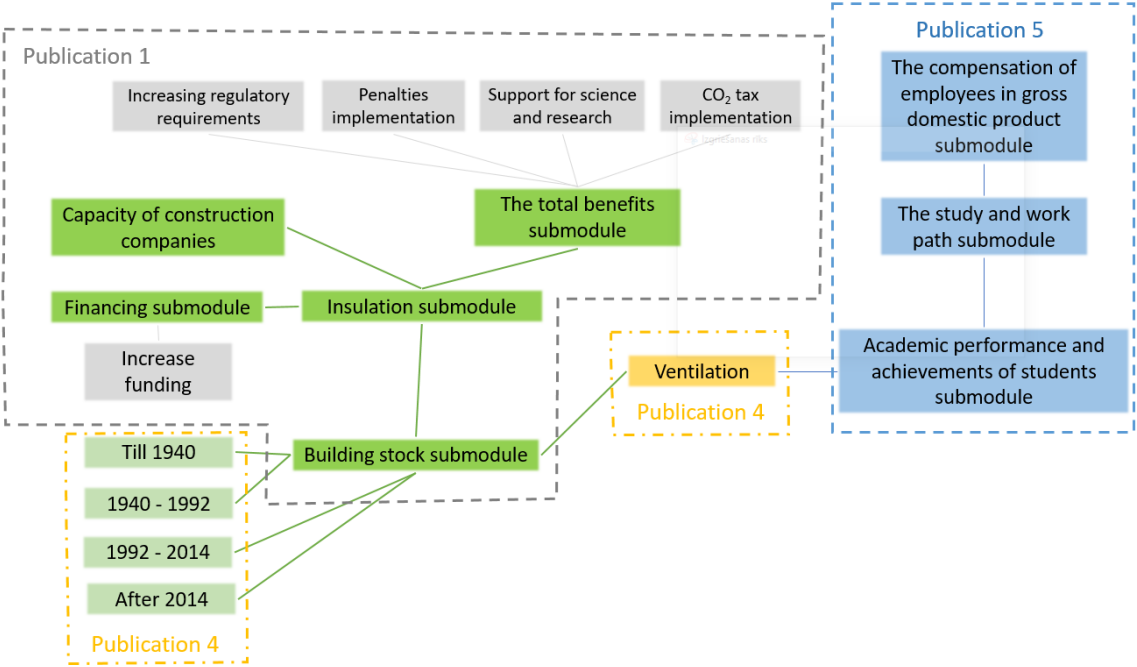 Publication 1
Increasing regulatory
requirements
Penalties
implementation
Support for science
and research
CO₂ tax
implementation
Capacity of construction
companies
The total benefits
submodule
Financing submodule
Insulation submodule
Increase
funding
Building stock submodule
Till 1940
1940 - 1992
1992 - 2014
After 2014
Publication 4
Ventilation
Publication 4
Publication 5
The compensation of
employees in gross
domestic product
submodule
The study and work
path submodule
Academic performance and
achievements of students
submodule